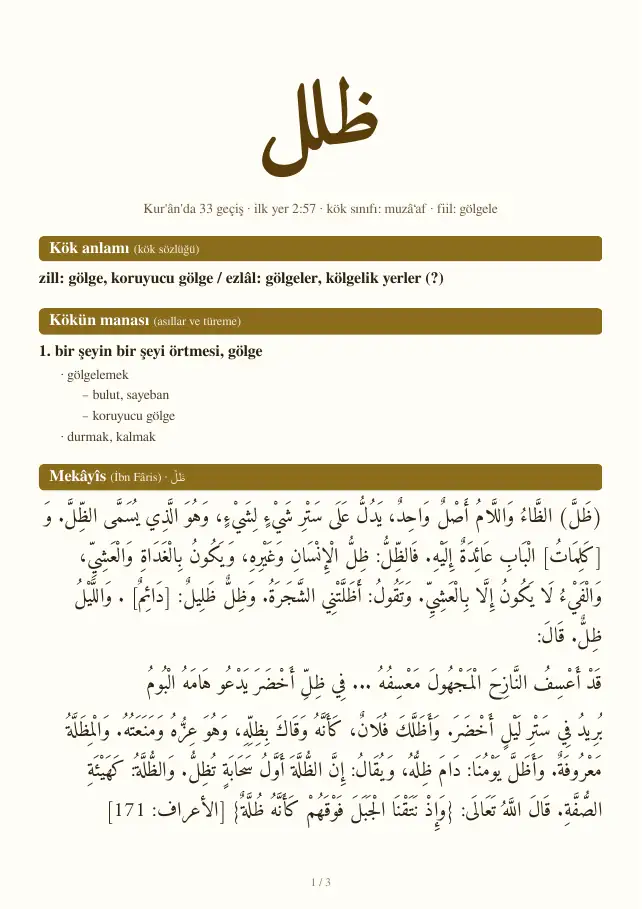 ظلل
Kur'ân'da 33 geçiş · ilk yer 2:57 · kök sınıfı: muzâ‘af · fiil: gölgele
Kök anlamı (kök sözlüğü)
zill: gölge, koruyucu gölge / ezlâl: gölgeler, kölgelik yerler (?)
Kökün manası (asıllar ve türeme)
1. bir şeyin bir şeyi örtmesi, gölge
· gölgelemek
– bulut, sayeban
– koruyucu gölge
· durmak, kalmak
Mekâyîs (İbn Fâris) · ظَلَّ
(ظَلَّ) الظَّاءُ وَاللَّامُ أَصْلٌ وَاحِدٌ، يَدُلُّ عَلَى سَتْرِ شَيْءٍ لِشَيْءٍ، وَهُوَ الَّذِي يُسَمَّى الظِّلَّ. وَ
[كَلِمَاتُ] الْبَابِ عَائِدَةٌ إِلَيْهِ. فَالظِّلُّ: ظِلُّ الْإِنْسَانِ وَغَيْرِهِ، وَيَكُونُ بِالْغَدَاةِ وَالْعَشِيِّ،
وَالْفَيْءُ لَا يَكُونُ إِلَّا بِالْعَشِيِّ. وَتَقُولُ: أَظَلَّتْنِي الشَّجَرَةُ. وَظِلٌّ ظَلِيلٌ: [دَائِمٌ] . وَاللَّيْلُ
ظِلٌّ. قَالَ:
قَدْ أَعْسِفُ النَّازِحَ الْمَجْهُولَ مَعْسِفُهُ ... فِي ظِلِّ أَخْضَرَ يَدْعُو هَامَهُ الْبُومُ
يُرِيدُ فِي سَتْرِ لَيْلٍ أَخْضَرَ. وَأَظَلَّكَ فُلَانٌ، كَأَنَّهُ وَقَاكَ بِظِلِّهِ، وَهُوَ عِزُّهُ وَمَنَعَتُهُ. وَالْمِظَلَّةُ
مَعْرُوفَةٌ. وَأَظَلَّ يَوْمُنَا: دَامَ ظِلُّهُ، وَيُقَالُ: إِنَّ الظُّلَّةَ أَوَّلُ سَحَابَةٍ تُظِلُّ. وَالظُّلَّةُ: كَهَيْئَةِ
الصُّفَّةِ. قَالَ اللَّهُ تَعَالَى: {وَإِذْ نَتَقْنَا الْجَبَلَ فَوْقَهُمْ كَأَنَّهُ ظُلَّةٌ} [الأعراف: 171]
1 / 3